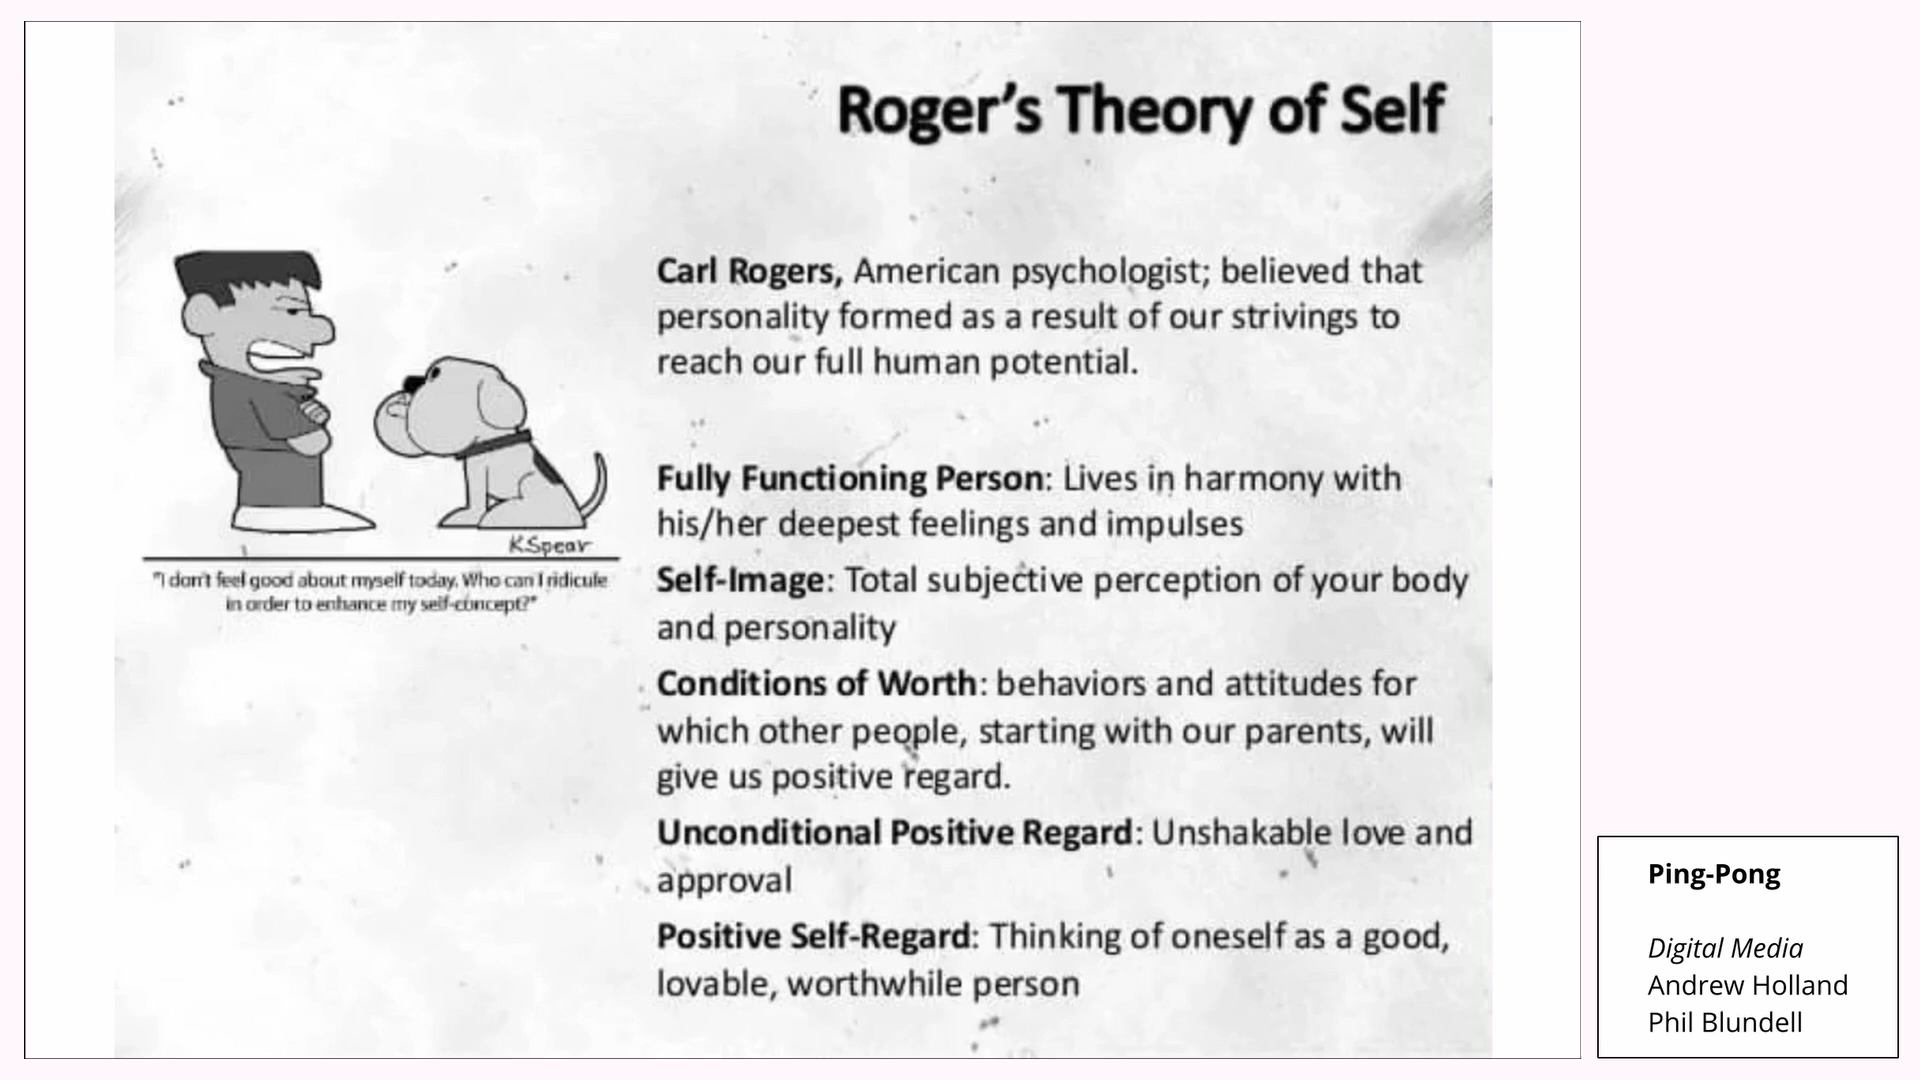 Roger's Theory of Self
Carl Rogers, American psychologist; believed that
personality formed as a result of our strivings to
reach our full human potential.
Fully Functioning Person: Lives in harmony with
his/her deepest feelings and impulses
Self-Image: Total subjective perception of your body
and personality
Conditions of Worth: behaviors and attitudes for
which other people, starting with our parents, will
give us positive regard.
Unconditional Positive Regard: Unshakable love and
approval
Positive Self-Regard: Thinking of oneself as a good,
lovable, worthwhile person
K Spear
"I don't feel good about myself today. Who can I ridicule
in order to enhance my self-concept?"
Ping-Pong
Digital Media
Andrew Holland
Phil Blundell